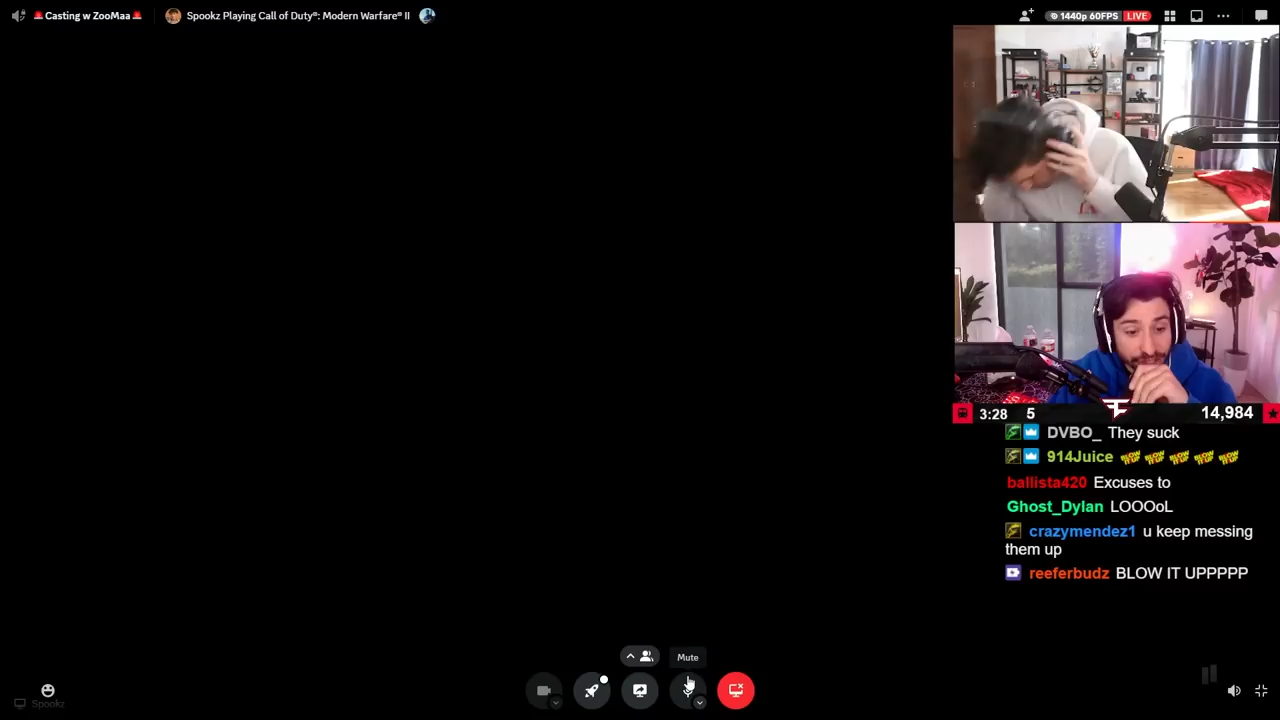 Casting w ZooMaa
Spookz Playing Call of Duty®: Modern Warfare® II
1440p 60FPS LIVE
3:28 5 14,984
DVBO_ They suck
914Juice
ballista420 Excuses to
Ghost_Dylan LOOOoL
crazymendez1 u keep messing
them up
reeferbudz BLOW IT UPPPPP
Mute
Spookz